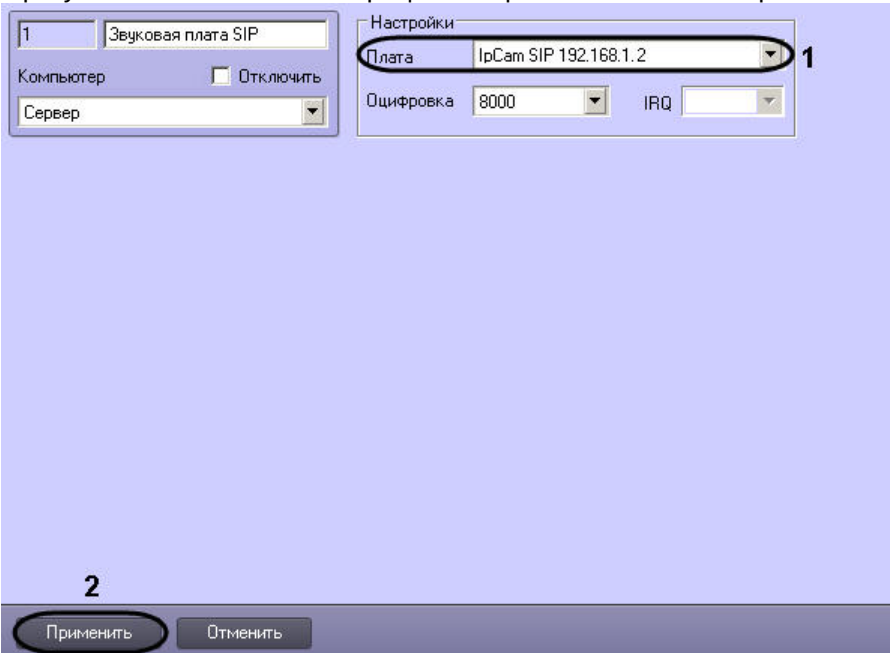 1 Звуковая плата SIP
Компьютер Отключить
Сервер
Настройки
Плата IpCam SIP 192.168.1.2 1
Оцифровка 8000 IRQ
2
Применить Отменить